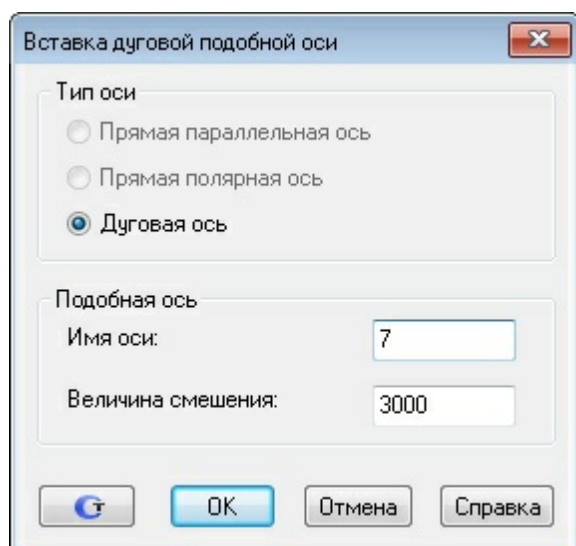 Вставка дуговой подобной оси
Тип оси
Прямая параллельная ось
Прямая полярная ось
Дуговая ось
Подобная ось
Имя оси: 7
Величина смешения: 3000
OK Отмена Справка